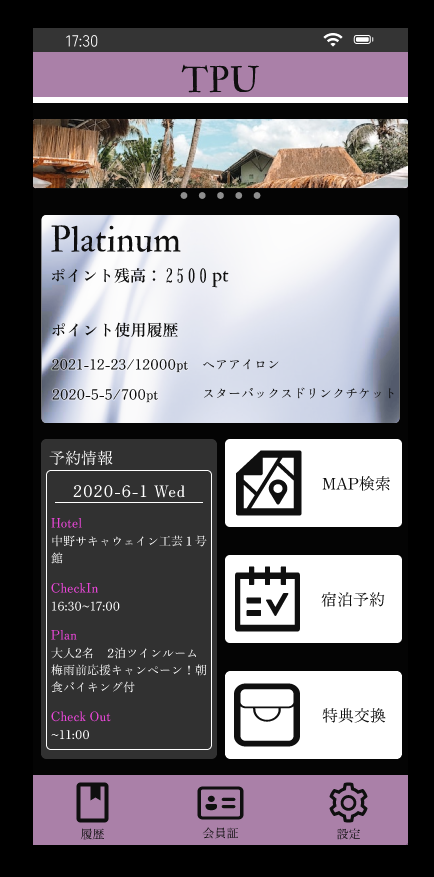 17:30
TPU
Platinum
ポイント残高：2500pt
ポイント使用履歴
2021-12-23/12000pt ヘアアイロン
2020-5-5/700pt スターバックスドリンクチケット
予約情報
2020-6-1 Wed
Hotel
中野サキャウェイン工芸１号
館
CheckIn
16:30~17:00
Plan
大人2名　2泊ツインルーム
梅雨前応援キャンペーン！朝
食バイキング付
Check Out
~11:00
MAP検索
宿泊予約
特典交換
履歴
会員証
設定